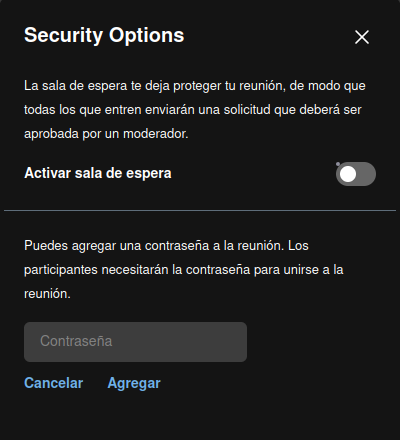 Security Options
La sala de espera te deja proteger tu reunión, de modo que
todas los que entren enviarán una solicitud que deberá ser
aprobada por un moderador.
Activar sala de espera
Puedes agregar una contraseña a la reunión. Los
participantes necesitarán la contraseña para unirse a la
reunión.
Contraseña
Cancelar Agregar